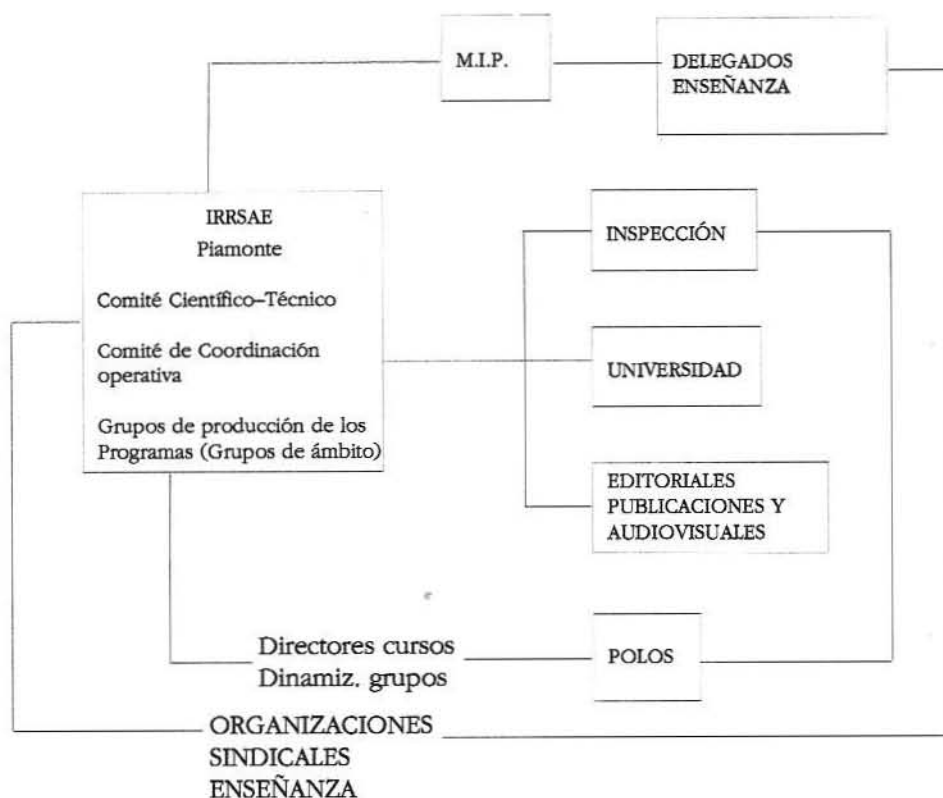 M.I.P.
DELEGADOS
ENSEÑANZA
IRRSAE
Piamonte
Comité Científico–Técnico
Comité de Coordinación
operativa
Grupos de producción de los
Programas (Grupos de ámbito)
INSPECCIÓN
UNIVERSIDAD
EDITORIALES
PUBLICACIONES Y
AUDIOVISUALES
Directores cursos
Dinamiz. grupos
POLOS
ORGANIZACIONES
SINDICALES
ENSEÑANZA